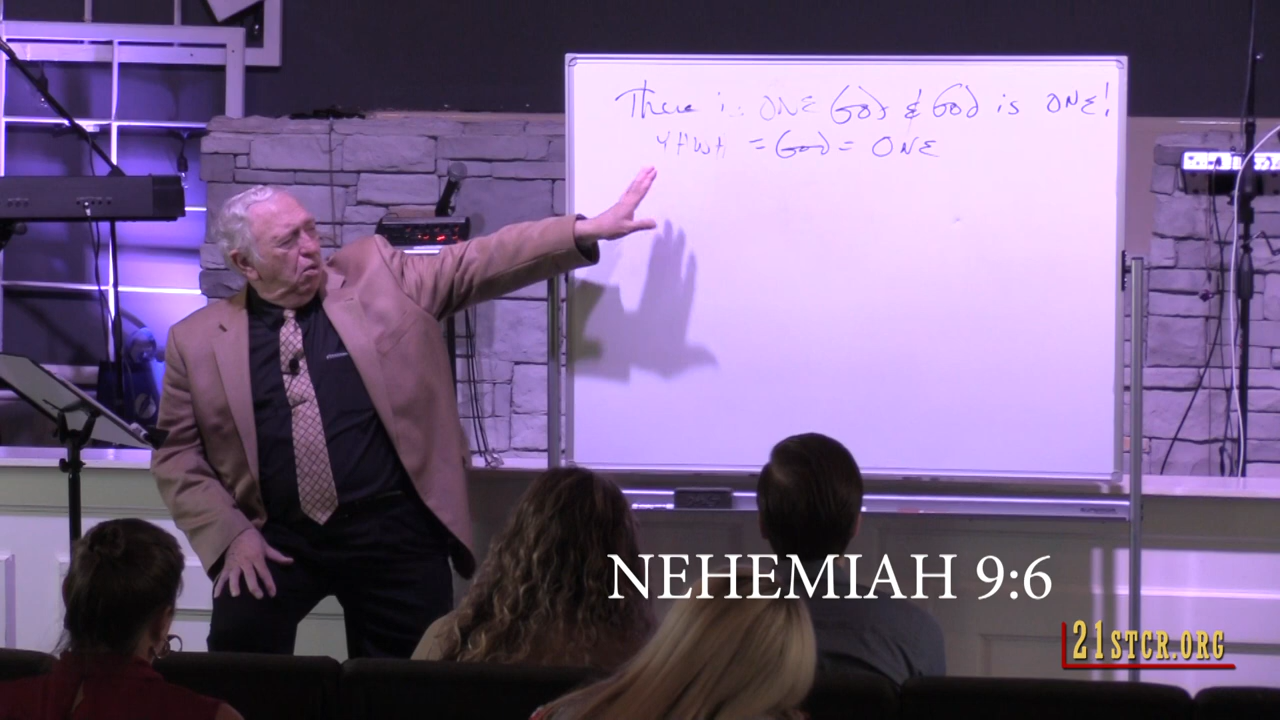 There is ONE God & God is ONE!
YHWH = God = ONE
NEHEMIAH 9:6
21STCR.ORG